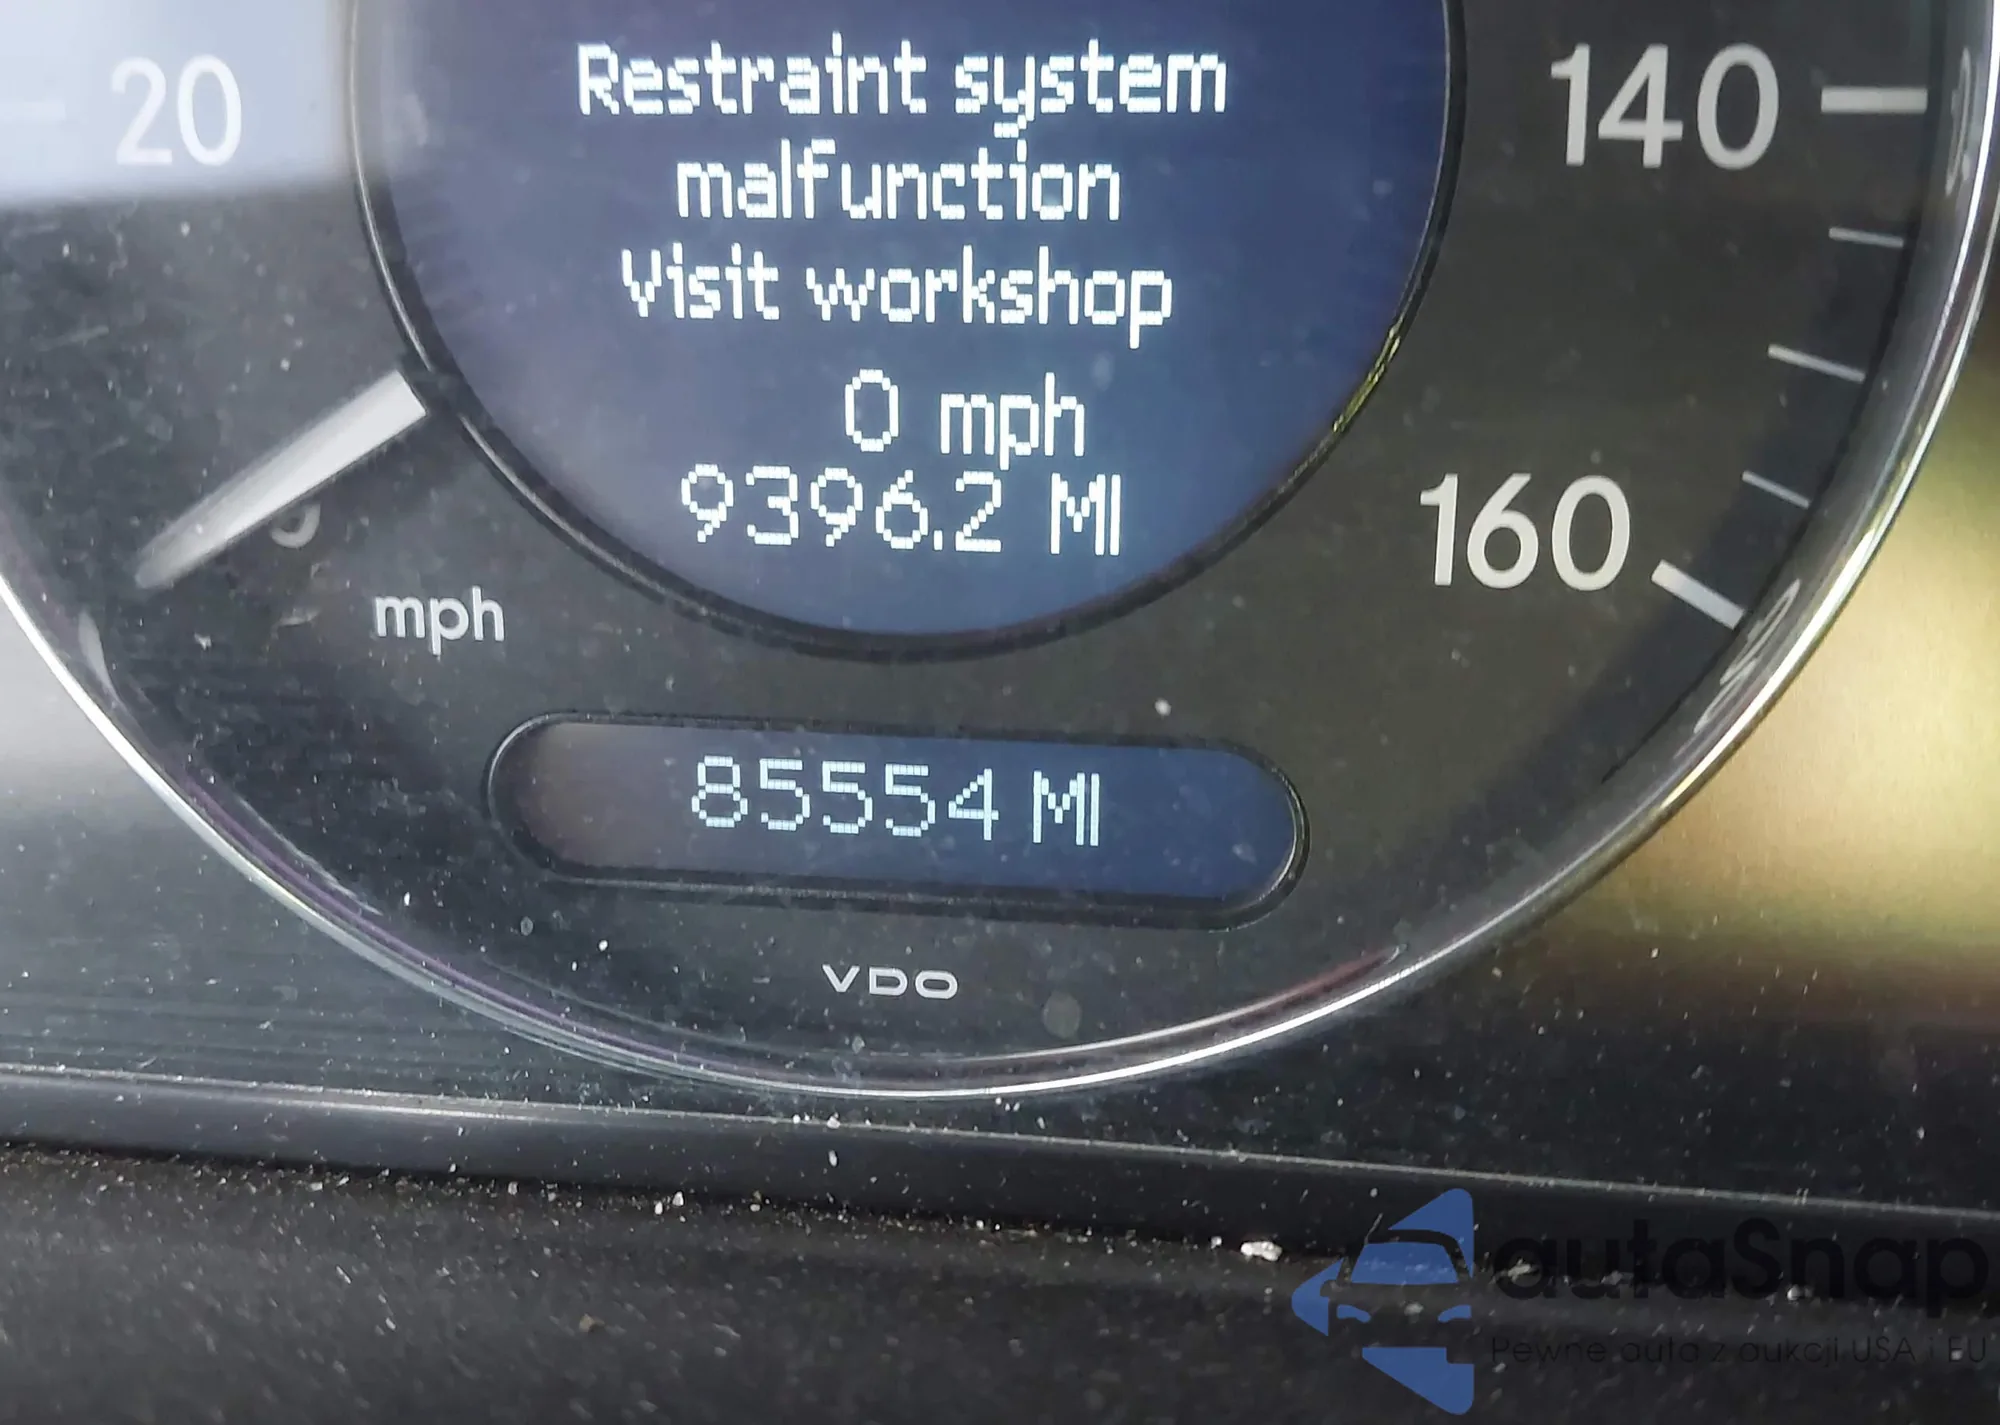 20
140
Restraint system
malfunction
Visit workshop
0 mph
9396.2 MI
160
mph
85554 MI
VDO
autaSnap
Pewne auta z aukcji USA i EU